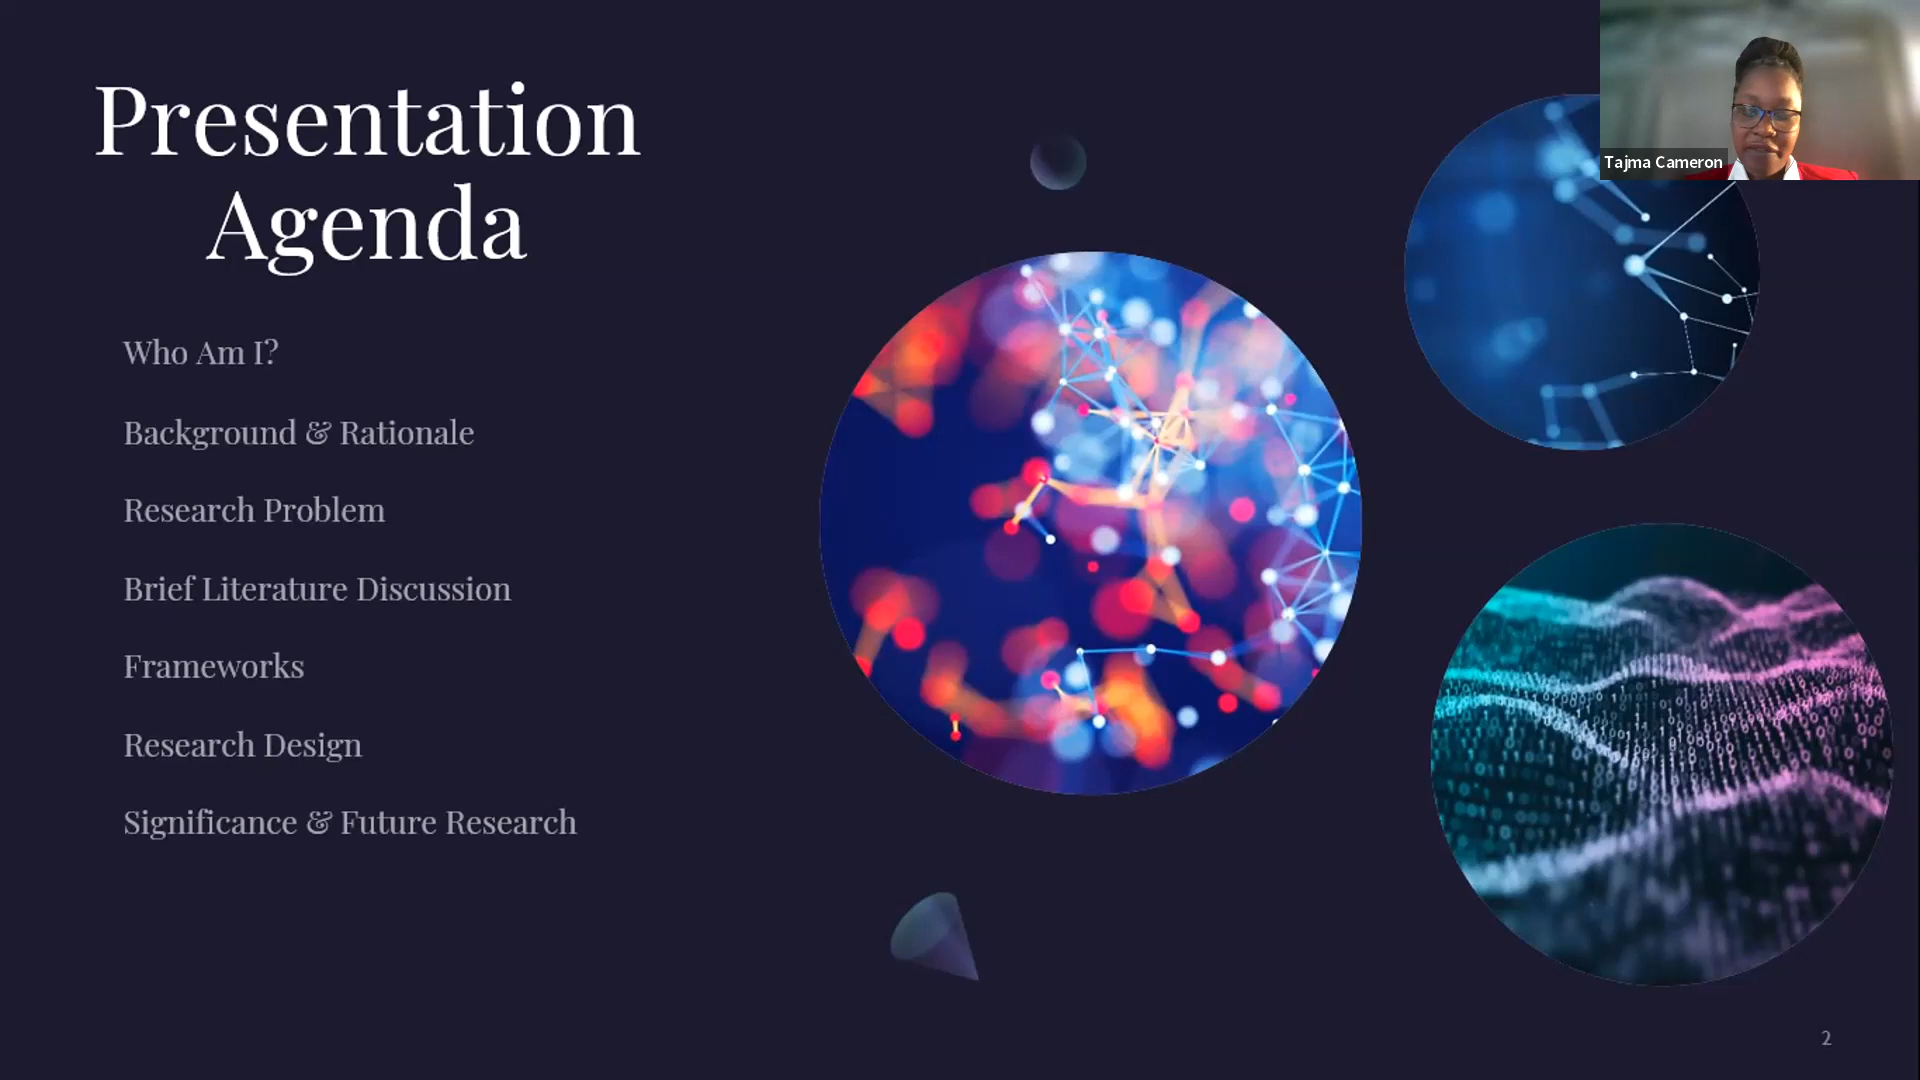 Presentation
Agenda
Tajma Cameron
Who Am I?
Background & Rationale
Research Problem
Brief Literature Discussion
Frameworks
Research Design
Significance & Future Research
2